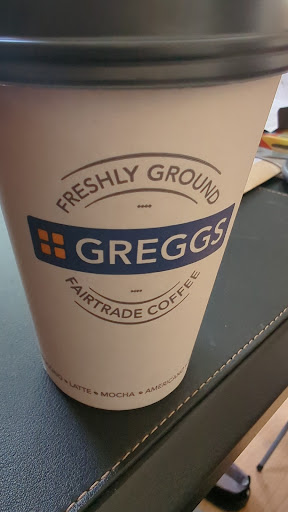 FRESHLY GROUND
GREGGS
FAIRTRADE COFFEE
• LATTE • MOCHA • AMERICANO